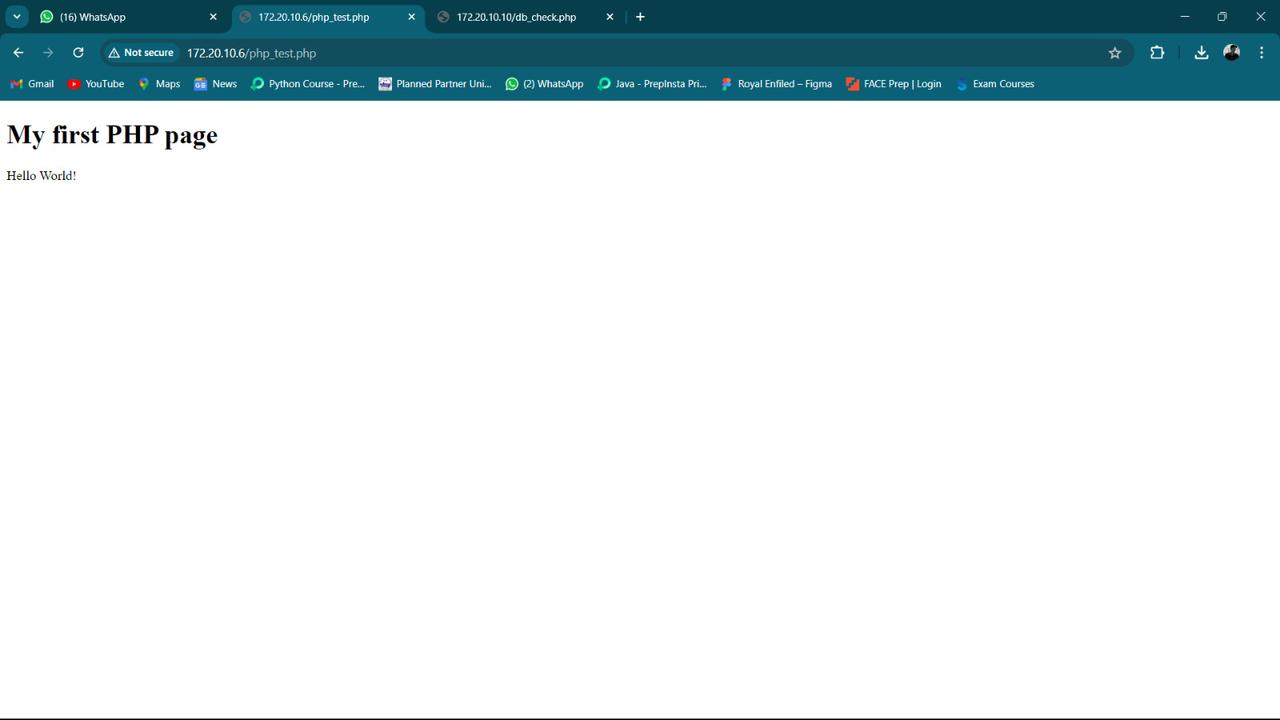 (16) WhatsApp
172.20.10.6/php_test.php
172.20.10.10/db_check.php
Not secure
172.20.10.6/php_test.php
Gmail
YouTube
Maps
News
Python Course - Pre...
Planned Partner Uni...
(2) WhatsApp
Java - PrepInsta Pri...
Royal Enfiled – Figma
FACE Prep | Login
Exam Courses
My first PHP page
Hello World!